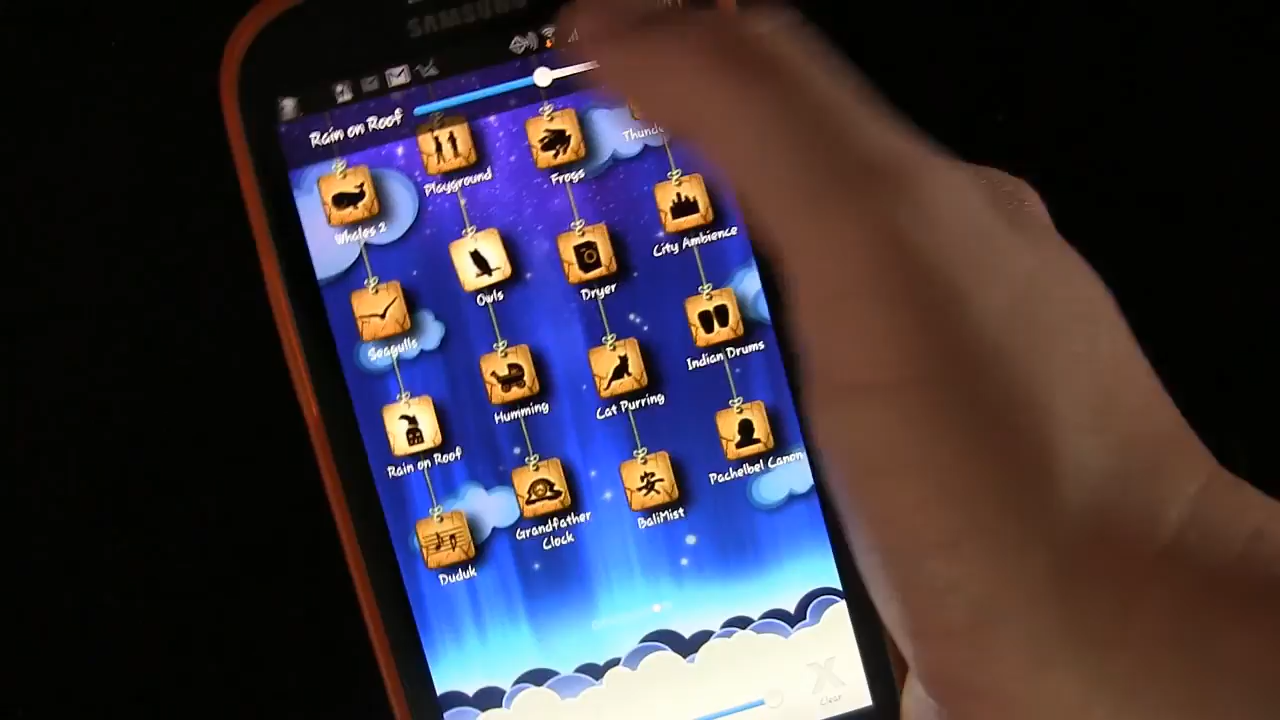 SAMSUNG
Rain on Roof
Playground
Frogs
Whales 2
City Ambience
Owls
Dryer
Seagulls
Indian Drums
Humming
Cat Purring
Rain on Roof
Pachelbel Canon
Grandfather
Clock
BaliMist
安
Duduk
Clear